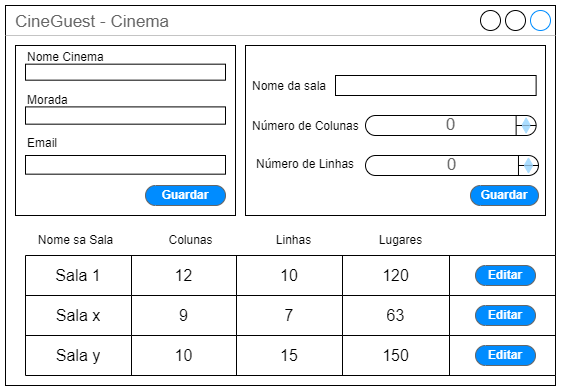 CineGuest - Cinema
Nome Cinema
Morada
Email
Guardar
Nome da sala
Número de Colunas 0
Número de Linhas 0
Guardar
Nome sa Sala Colunas Linhas Lugares
Sala 1 12 10 120 Editar
Sala x 9 7 63 Editar
Sala y 10 15 150 Editar